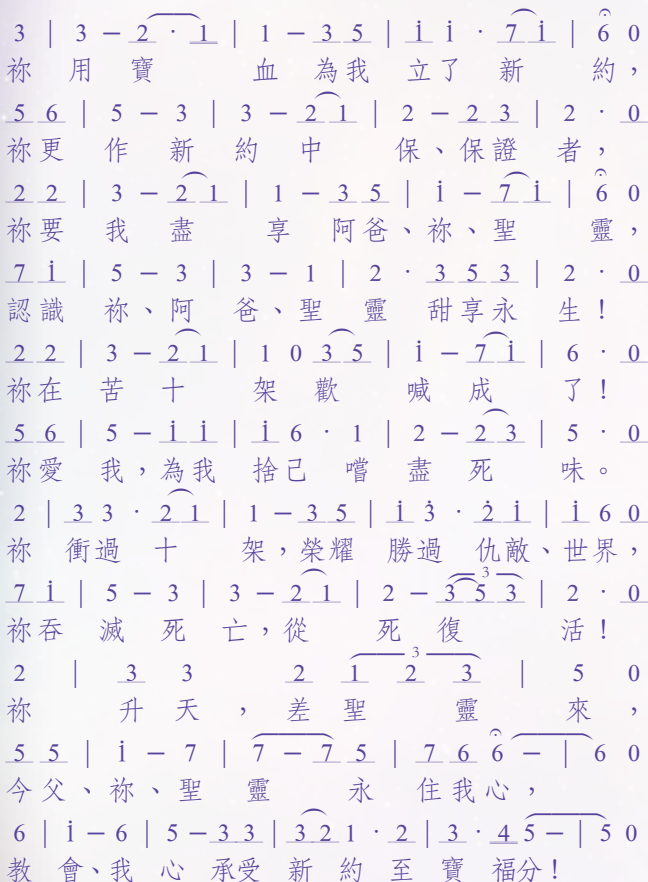 3 | 3 － 2 · 1 | 1 － 3 5 | i i · 7 i | 6 0
祢 用 寶 血 為我 立了 新 約，
5 6 | 5 － 3 | 3 － 2 1 | 2 － 2 3 | 2 · 0
祢更 作 新 約 中 保、保證 者，
2 2 | 3 － 2 1 | 1 － 3 5 | i － 7 i | 6 0
祢要 我 盡 享 阿爸、祢、聖 靈，
7 i | 5 － 3 | 3 － 1 | 2 · 3 5 3 | 2 · 0
認識 祢、阿 爸、聖 靈 甜享永 生！
2 2 | 3 － 2 1 | 1 0 3 5 | i － 7 i | 6 · 0
祢在 苦 十 架 歡 喊 成 了！
5 6 | 5 － i i | i 6 · 1 | 2 － 2 3 | 5 · 0
祢愛 我，為我 捨己 嚐 盡 死 味。
2 | 3 3 · 2 1 | 1 － 3 5 | i 3̇ · 2̇ i | i 6 0
祢 衝過 十 架，榮耀 勝過 仇敵、世界，
7 i | 5 － 3 | 3 － 2 1 | 2 － 3 5 3 | 2 · 0
祢吞 滅 死 亡，從 死 復 活！
2 | 3 3 2 1 2 3 | 5 0
祢 升 天 ， 差 聖 靈 來 ，
5 5 | i － 7 | 7 － 7 5 | 7 6 6 － | 6 0
今父、祢、聖 靈 永 住我心，
6 | i － 6 | 5 － 3 3 | 3 2 1 · 2 | 3 · 4 5 － | 5 0
教 會、我 心 承受 新 約 至 寶 福分！